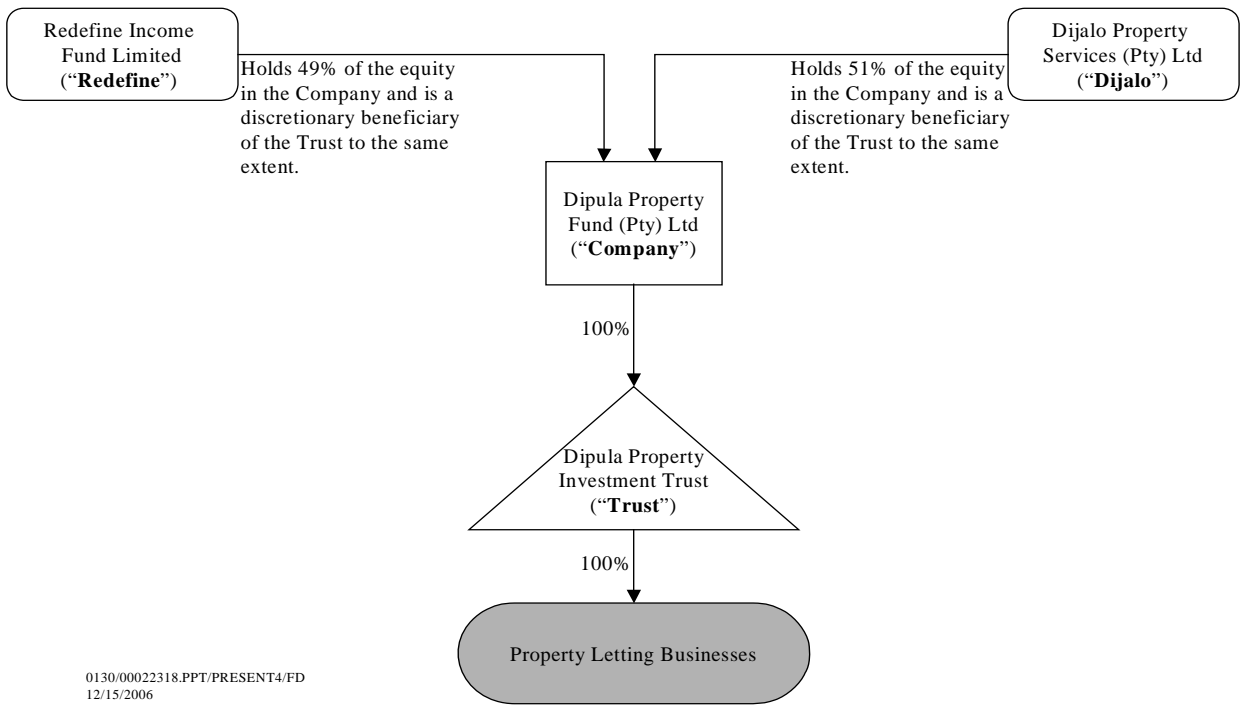 Redefine Income
Fund Limited
(“Redefine”)
Holds 49% of the equity
in the Company and is a
discretionary beneficiary
of the Trust to the same
extent.
Dijalo Property
Services (Pty) Ltd
(“Dijalo”)
Holds 51% of the equity
in the Company and is a
discretionary beneficiary
of the Trust to the same
extent.
Dipula Property
Fund (Pty) Ltd
(“Company”)
100%
Dipula Property
Investment Trust
(“Trust”)
100%
Property Letting Businesses
0130/00022318.PPT/PRESENT4/FD
12/15/2006